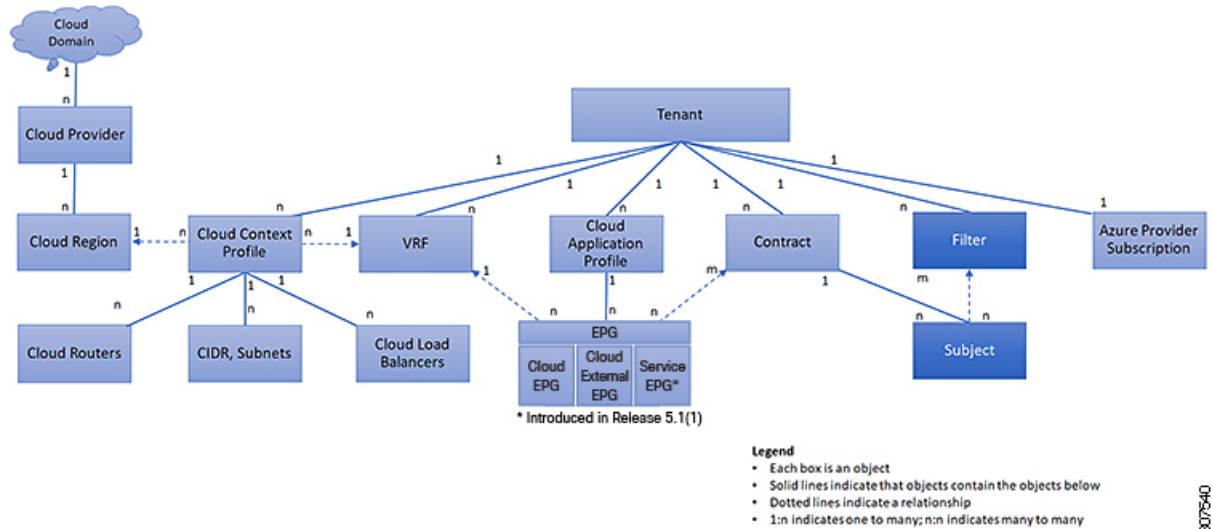 Cloud
Domain
1
n
Cloud Provider
1
n
Cloud Region
1
n
Cloud Context
Profile
n
1
VRF
Tenant
1
n
1
n
1
n
Cloud
Application
Profile
1
n
Contract
1
n
Filter
1
1
Azure Provider
Subscription
1
n
Cloud Routers
1
n
CIDR, Subnets
1
n
Cloud Load
Balancers
1
n
1
n
n
m
EPG
Cloud
EPG
Cloud
External
EPG
Service
EPG*
* Introduced in Release 5.1(1)
1
n
m
n
Subject
Legend
• Each box is an object
• Solid lines indicate that objects contain the objects below
• Dotted lines indicate a relationship
• 1:n indicates one to many; n:n indicates many to many
307540